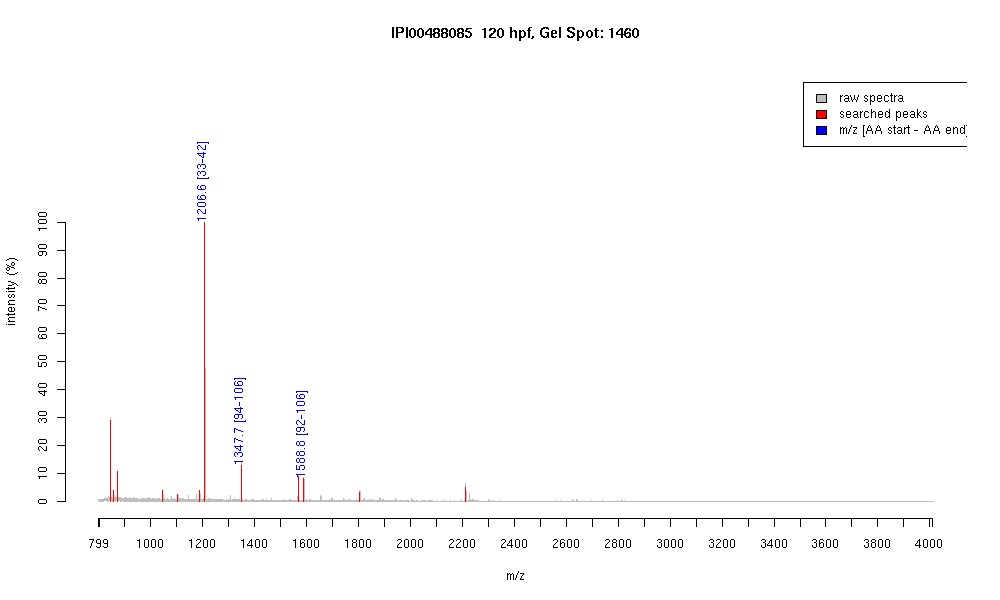 IPI00488085  120 hpf, Gel Spot: 1460
raw spectra
searched peaks
m/z [AA start - AA end]
1206.6 [33-42]
1347.7 [94-106]
1588.8 [92-106]
intensity (%)
100
90
80
70
60
50
40
30
20
10
0
799 1000 1200 1400 1600 1800 2000 2200 2400 2600 2800 3000 3200 3400 3600 3800 4000
m/z